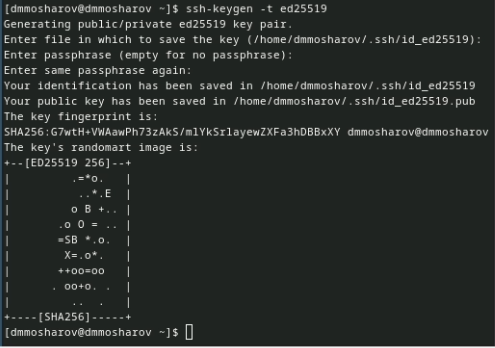 [dmmosharov@dmmosharov ~]$ ssh-keygen -t ed25519
Generating public/private ed25519 key pair.
Enter file in which to save the key (/home/dmmosharov/.ssh/id_ed25519):
Enter passphrase (empty for no passphrase):
Enter same passphrase again:
Your identification has been saved in /home/dmmosharov/.ssh/id_ed25519
Your public key has been saved in /home/dmmosharov/.ssh/id_ed25519.pub
The key fingerprint is:
SHA256:G7wtH+VWAawPh73zAkS/mlYkSrlayewZXFa3hDBBxXY dmmosharov@dmmosharov
The key's randomart image is:
+--[ED25519 256]--+
|         .=*o.   |
|          ..*.E  |
|         o B +.. |
|       .o O = .. |
|       =SB *.o.  |
|        X=.o*.   |
|       ++oo=oo   |
|      . oo+o. .  |
|         ..  .   |
+----[SHA256]-----+
[dmmosharov@dmmosharov ~]$